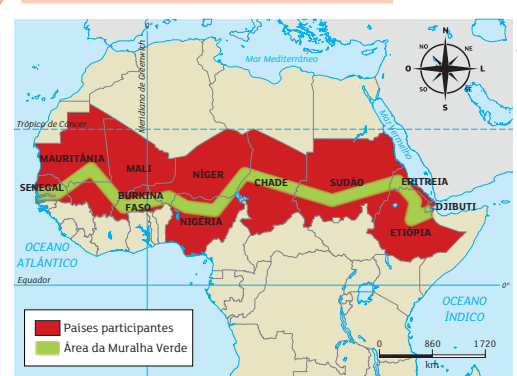 0°
N
NO
NE
O
L
SO
SE
S
Meridiano de Greenwich
Mar Mediterrâneo
Trópico de Câncer
Mar Vermelho
MAURITÂNIA
MALI
NÍGER
CHADE
SUDÃO
ERITREIA
SENEGAL
BURKINA
FASO
NIGÉRIA
DJIBUTI
ETIÓPIA
OCEANO
ATLÂNTICO
Equador
0°
OCEANO
ÍNDICO
Países participantes
Área da Muralha Verde
0 860 1720
km